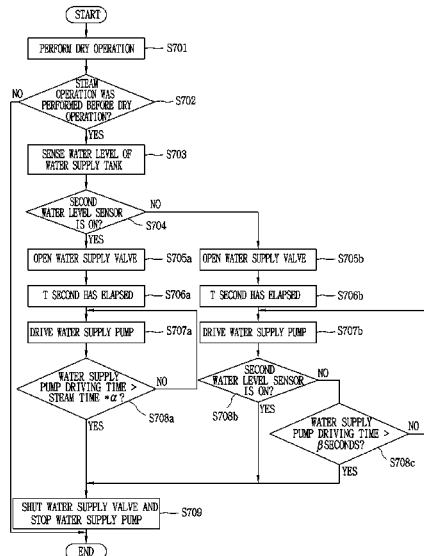 START
PERFORM DRY OPERATION
S701
STEAM
OPERATION WAS
PERFORMED BEFORE DRY
OPERATION?
NO
S702
YES
SENSE WATER LEVEL OF
WATER SUPPLY TANK
S703
SECOND
WATER LEVEL SENSOR
IS ON?
NO
S704
YES
OPEN WATER SUPPLY VALVE
S705a
OPEN WATER SUPPLY VALVE
S705b
T SECOND HAS ELAPSED
S706a
T SECOND HAS ELAPSED
S706b
DRIVE WATER SUPPLY PUMP
S707a
DRIVE WATER SUPPLY PUMP
S707b
WATER SUPPLY
PUMP DRIVING TIME >
STEAM TIME *α?
NO
S708a
YES
SECOND
WATER LEVEL SENSOR
IS ON?
NO
S708b
YES
WATER SUPPLY
PUMP DRIVING TIME >
β SECONDS?
NO
S708c
YES
SHUT WATER SUPPLY VALVE AND
STOP WATER SUPPLY PUMP
S709
END